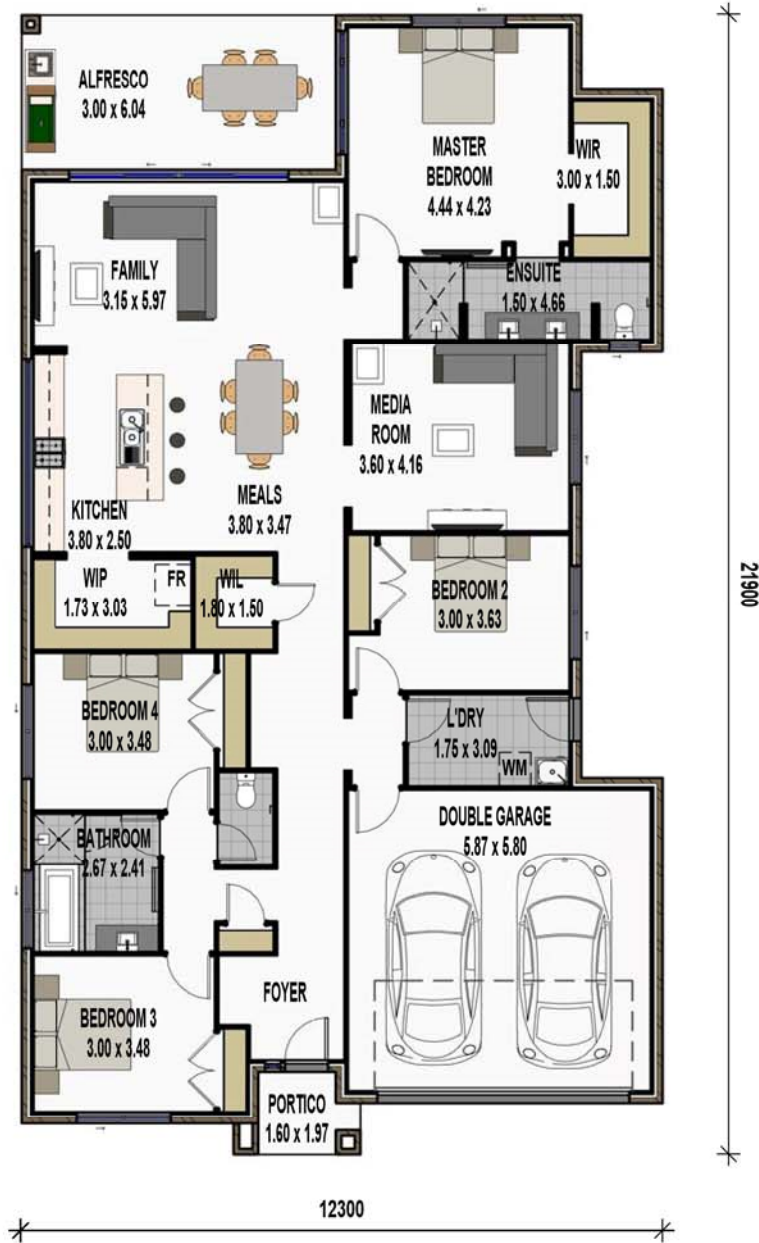 ALFRESCO
3.00 x 6.04
MASTER
BEDROOM
4.44 x 4.23
WIR
3.00 x 1.50
FAMILY
3.15 x 5.97
ENSUITE
1.50 x 4.66
MEDIA
ROOM
3.60 x 4.16
KITCHEN
3.80 x 2.50
MEALS
3.80 x 3.47
WIP
1.73 x 3.03
FR
WIL
1.80 x 1.50
BEDROOM 2
3.00 x 3.63
21900
BEDROOM 4
3.00 x 3.48
L'DRY
1.75 x 3.09
WM
BATHROOM
2.67 x 2.41
DOUBLE GARAGE
5.87 x 5.80
FOYER
BEDROOM 3
3.00 x 3.48
PORTICO
1.60 x 1.97
12300